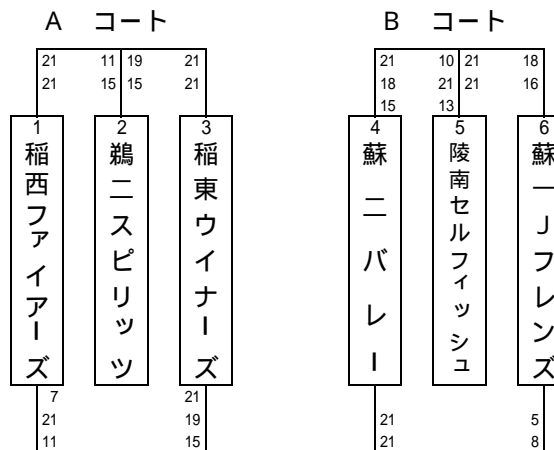 A コート B コート
21 11 19 21 21 10 21 18
21 15 15 21 18 21 21 16
15 13
1 2 3 4 5 6
稲西ファイアーズ
鵜二スピリッツ
稲東ウイナーズ
蘇二バレー
陵南セルフィッシュ
蘇一Jフレンズ
7 21
21 19 21 5
11 15 21 8